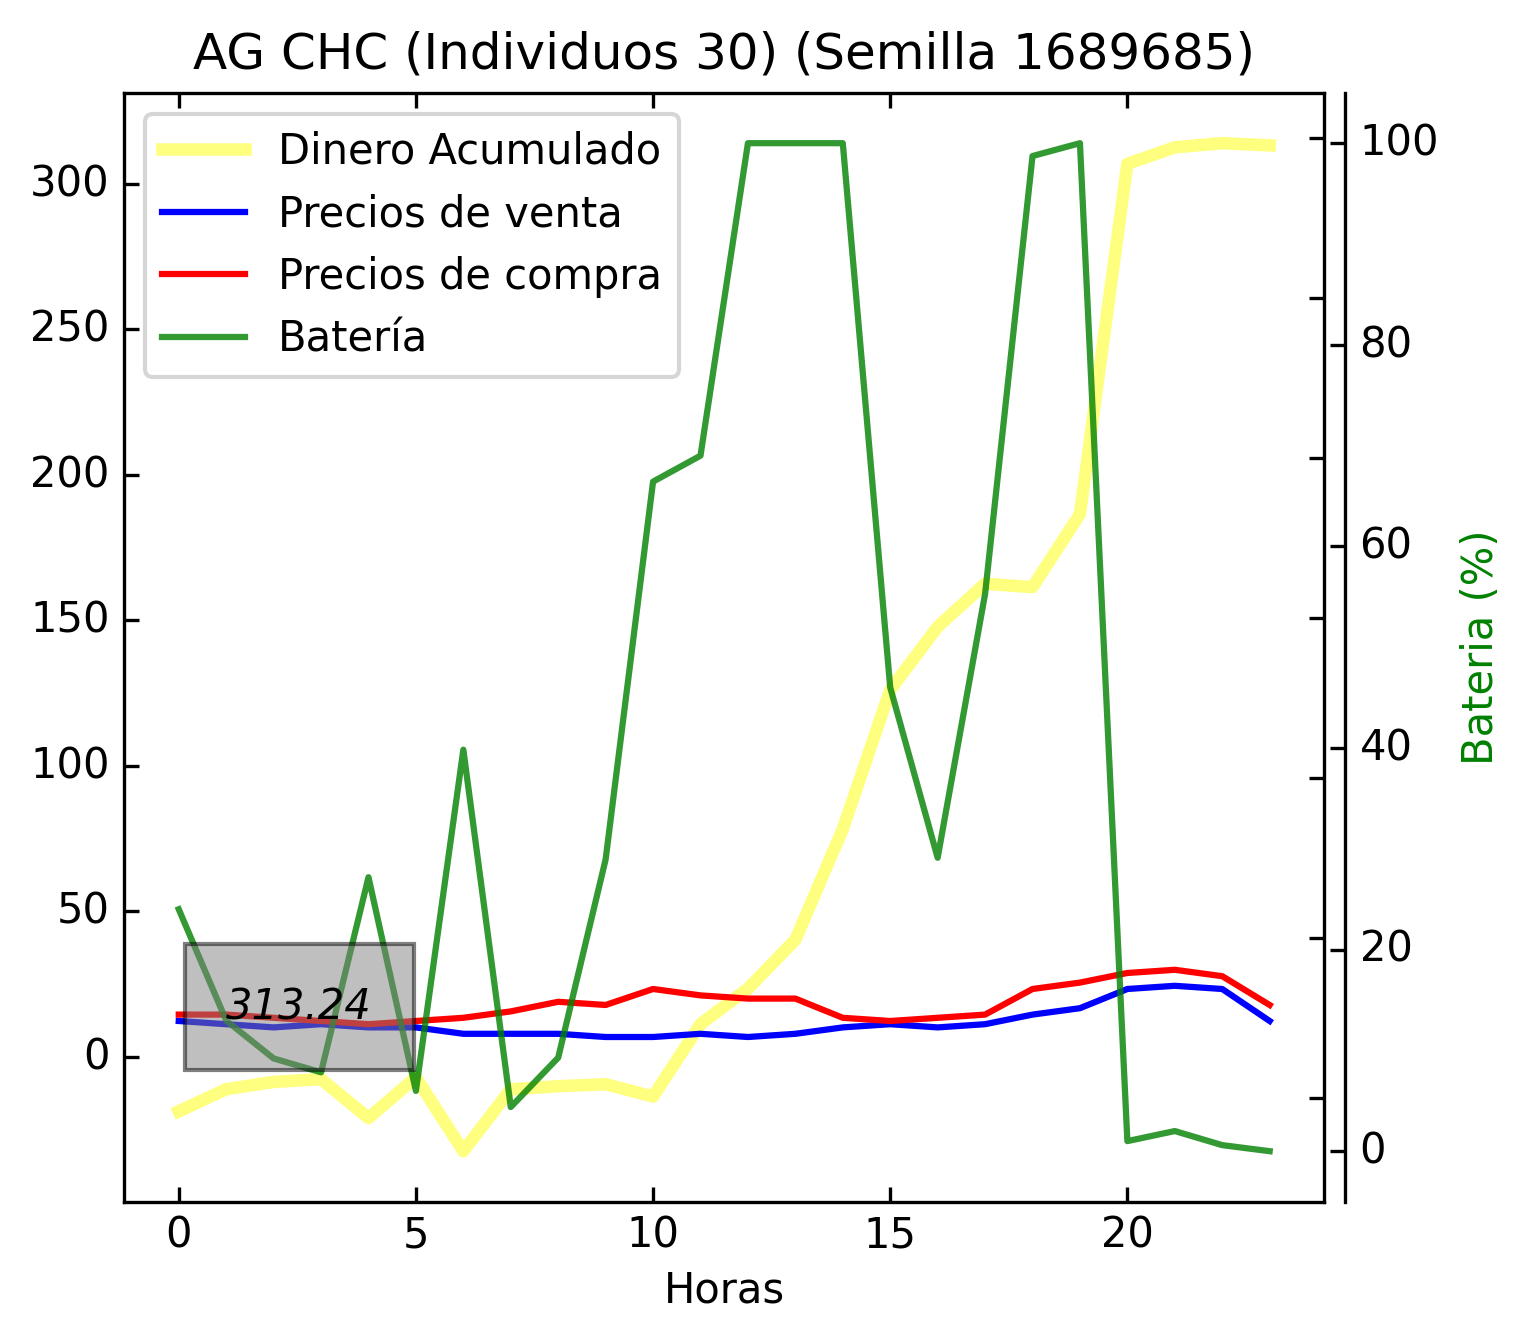 AG CHC (Individuos 30) (Semilla 1689685)
Dinero Acumulado
Precios de venta
Precios de compra
Batería
300
250
200
150
100
50
0
313.24
100
80
60
40
20
0
Bateria (%)
0 5 10 15 20
Horas